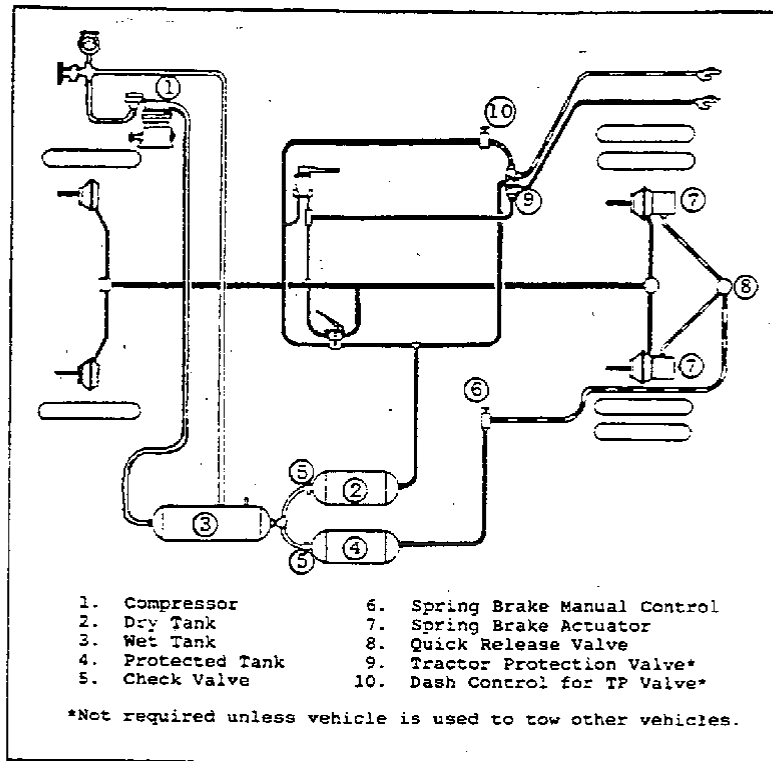 1
10
9
7
8
7
6
5
2
3
4
5
1. Compressor 6. Spring Brake Manual Control
2. Dry Tank 7. Spring Brake Actuator
3. Wet Tank 8. Quick Release Valve
4. Protected Tank 9. Tractor Protection Valve*
5. Check Valve 10. Dash Control for TP Valve*
*Not required unless vehicle is used to tow other vehicles.